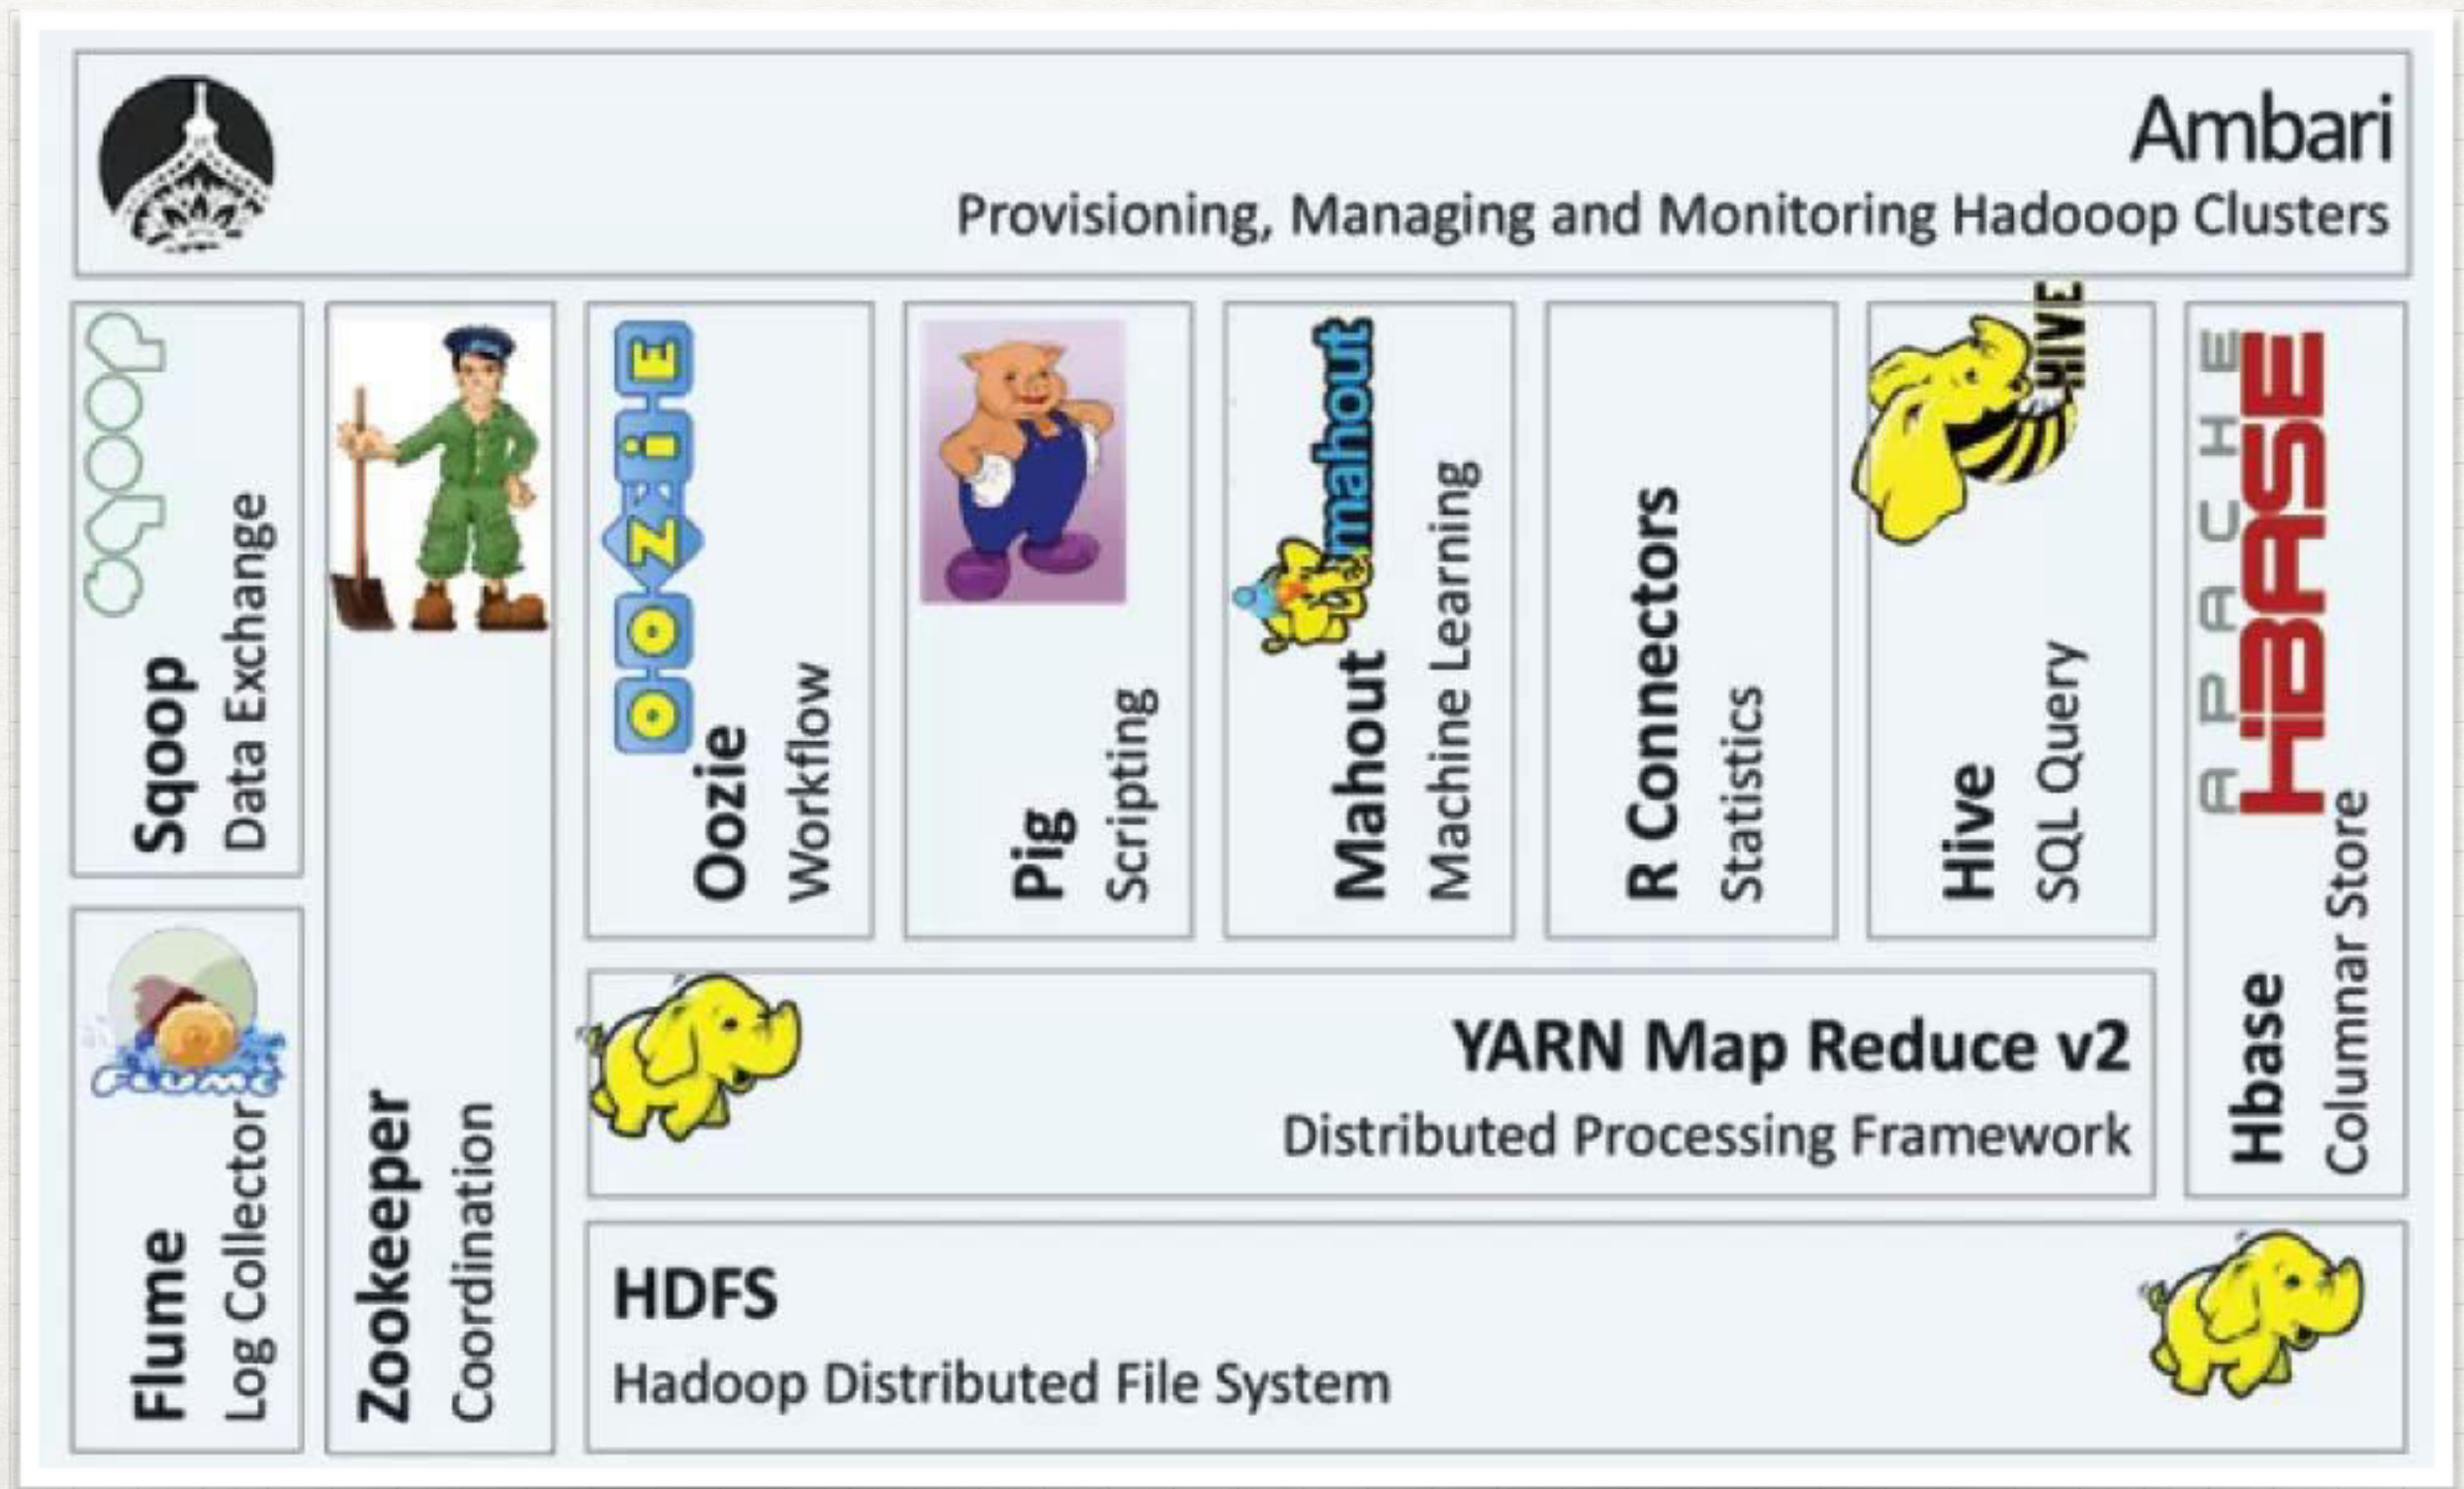 Ambari
Provisioning, Managing and Monitoring Hadooop Clusters
sqoop
Sqoop
Data Exchange
Zookeeper
Coordination
OOZiE
Oozie
Workflow
Pig
Scripting
mahout
Mahout
Machine Learning
R Connectors
Statistics
HIVE
Hive
SQL Query
APACHE
HBASE
Hbase
Columnar Store
FLUME
Flume
Log Collector
YARN Map Reduce v2
Distributed Processing Framework
HDFS
Hadoop Distributed File System